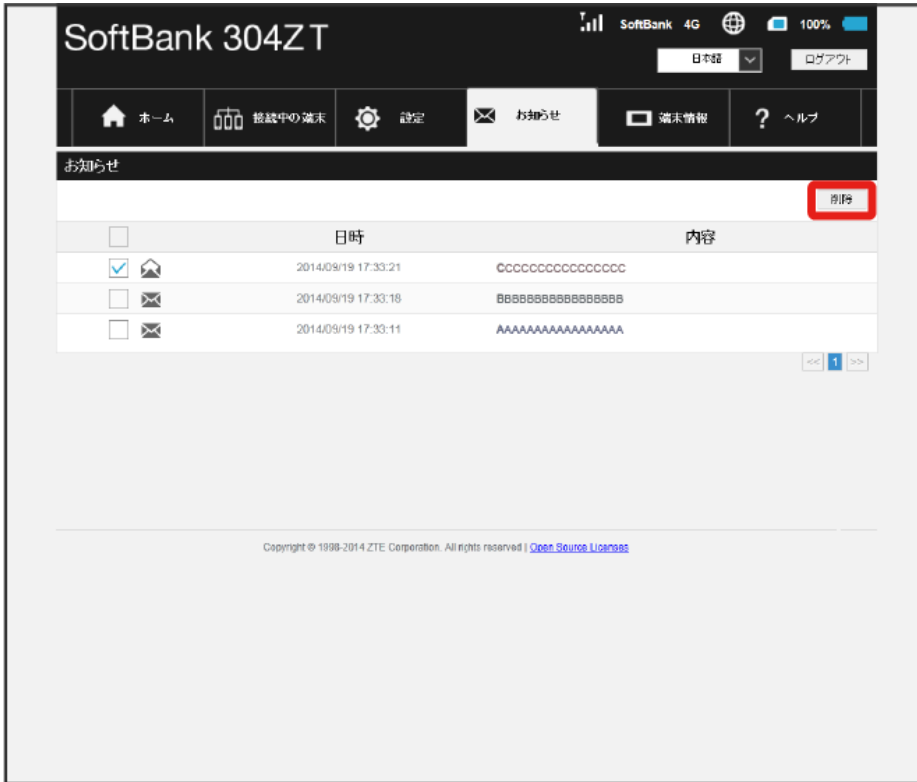 SoftBank 304ZT
SoftBank 4G 100%
日本語 ログアウト
ホーム 接続中の端末 設定 お知らせ 端末情報 ? ヘルプ
お知らせ
削除
日時 内容
2014/09/19 17:33:21 CCCCCCCCCCCCCCCC
2014/09/19 17:33:18 BBBBBBBBBBBBBBBBB
2014/09/19 17:33:11 AAAAAAAAAAAAAAAAA
<< 1 >>
Copyright © 1998-2014 ZTE Corporation. All rights reserved | Open Source Licenses